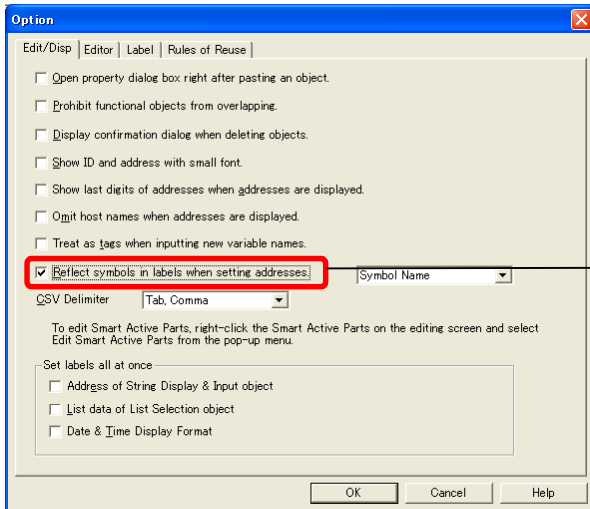 Option
Edit/Disp Editor Label Rules of Reuse
Open property dialog box right after pasting an object.
Prohibit functional objects from overlapping.
Display confirmation dialog when deleting objects.
Show ID and address with small font.
Show last digits of addresses when addresses are displayed.
Omit host names when addresses are displayed.
Treat as tags when inputting new variable names.
Reflect symbols in labels when setting addresses. Symbol Name
CSV Delimiter Tab, Comma
To edit Smart Active Parts, right-click the Smart Active Parts on the editing screen and select
Edit Smart Active Parts from the pop-up menu.
Set labels all at once
Address of String Display & Input object
List data of List Selection object
Date & Time Display Format
OK Cancel Help